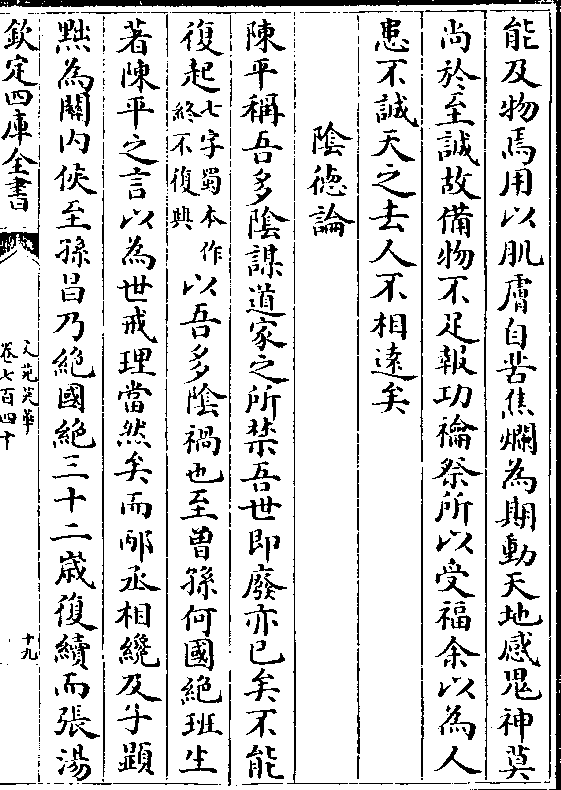 能及物焉用以肌膚自苦焦爛為期動天地感鬼神莫
尚於至誠故備物不足報功禴祭所以受福余以為人
患不誠天之去人不相遠矣
陰徳論
陳平稱吾多陰謀道家之所禁吾世即廢亦已矣不能
復起七字蜀本作終不復興以吾多陰禍也至曾孫何國絶班生
著陳平之言以為世戒理當然矣而邴丞相纔及子顯
黜為關内侯至孫昌乃絶國絶三十二嵗復續而張湯
欽定四庫全書
文苑英華
卷七百四十
十九